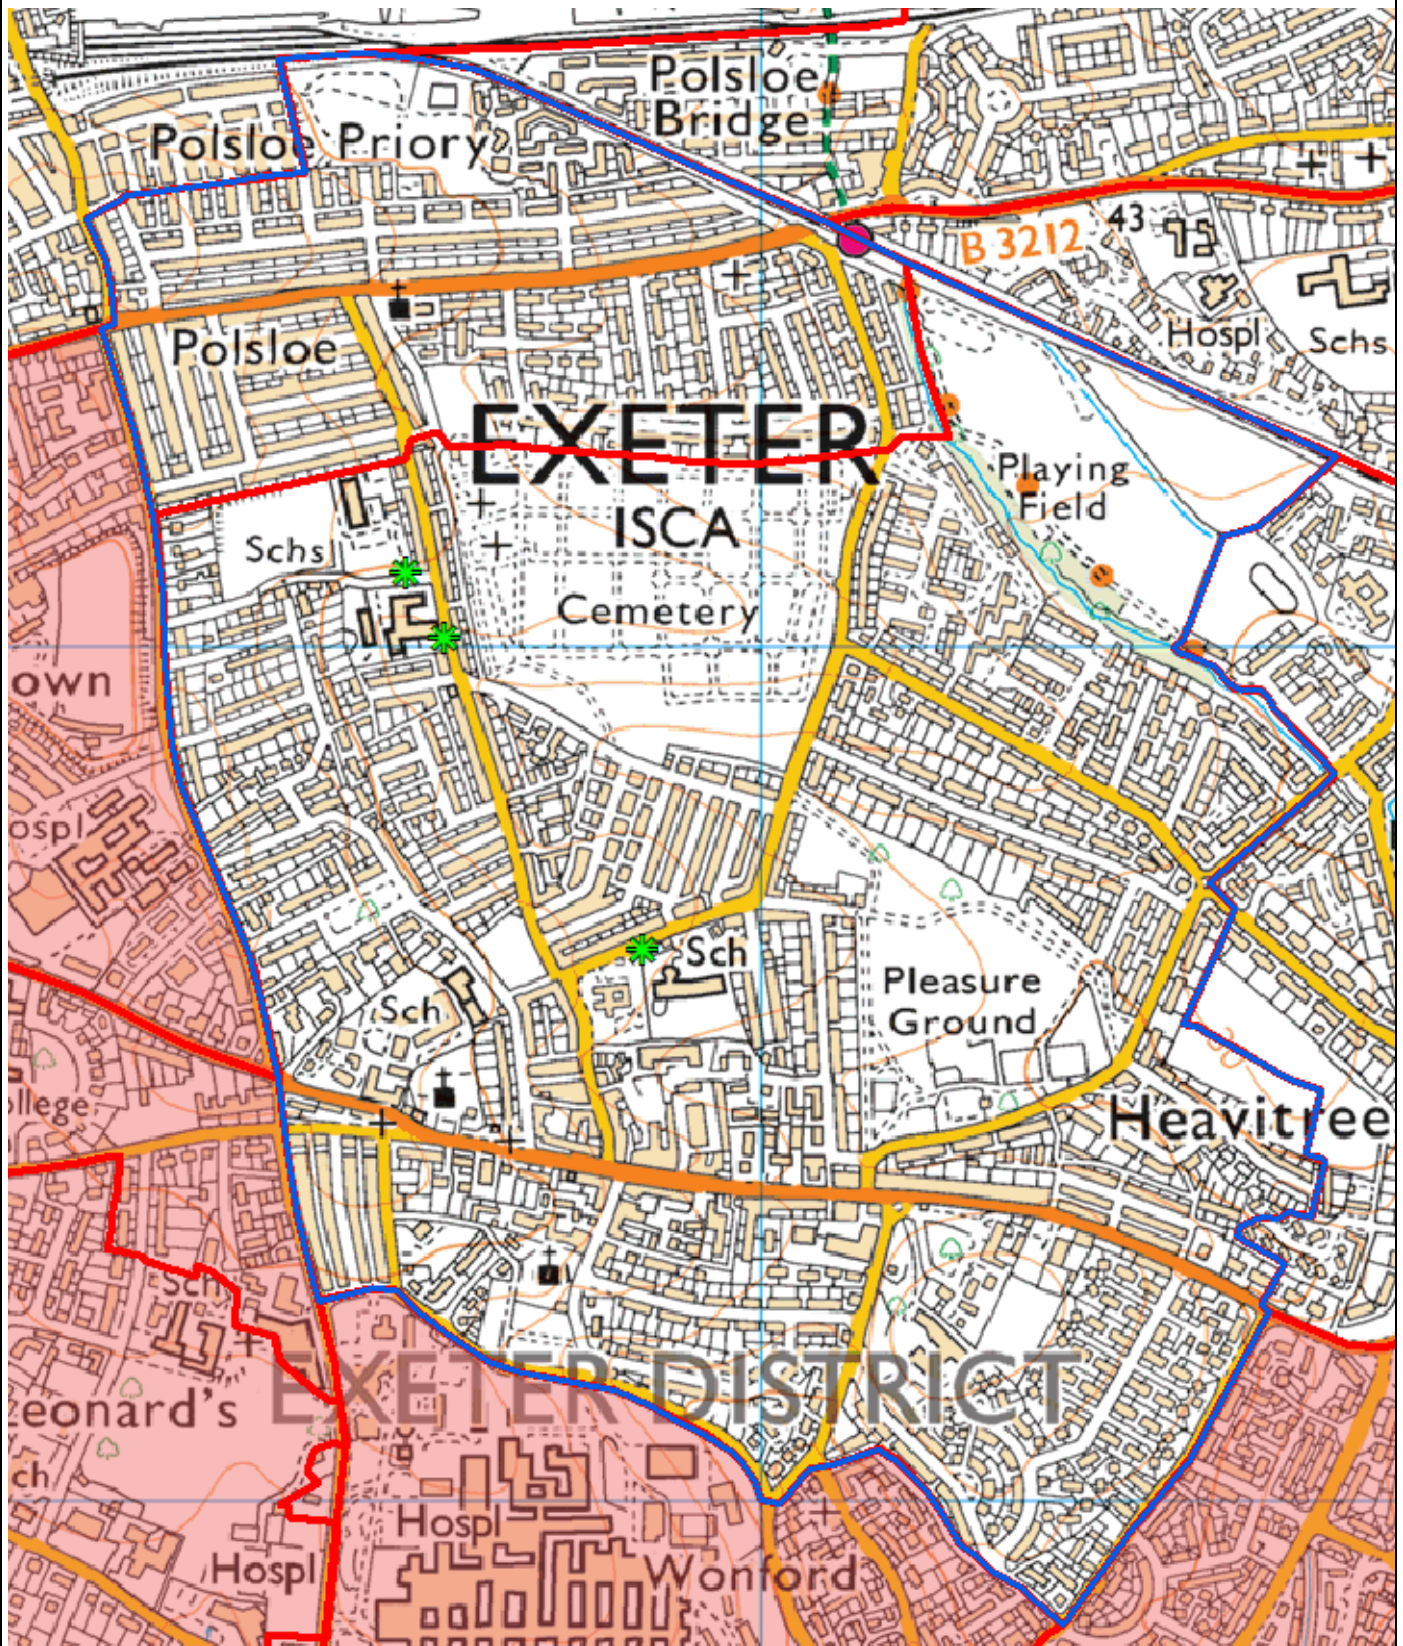 Polsloe
Bridge
Polsloe Priory
B 3212
43
Hospl
Schs
Polsloe
EXETER
ISCA
Playing
Field
Schs
Cemetery
own
ospl
Sch
Pleasure
Ground
Sch
ollege
Heavitree
Sch
EXETER DISTRICT
eonard's
ch
Hospl
Hospl
Wonford